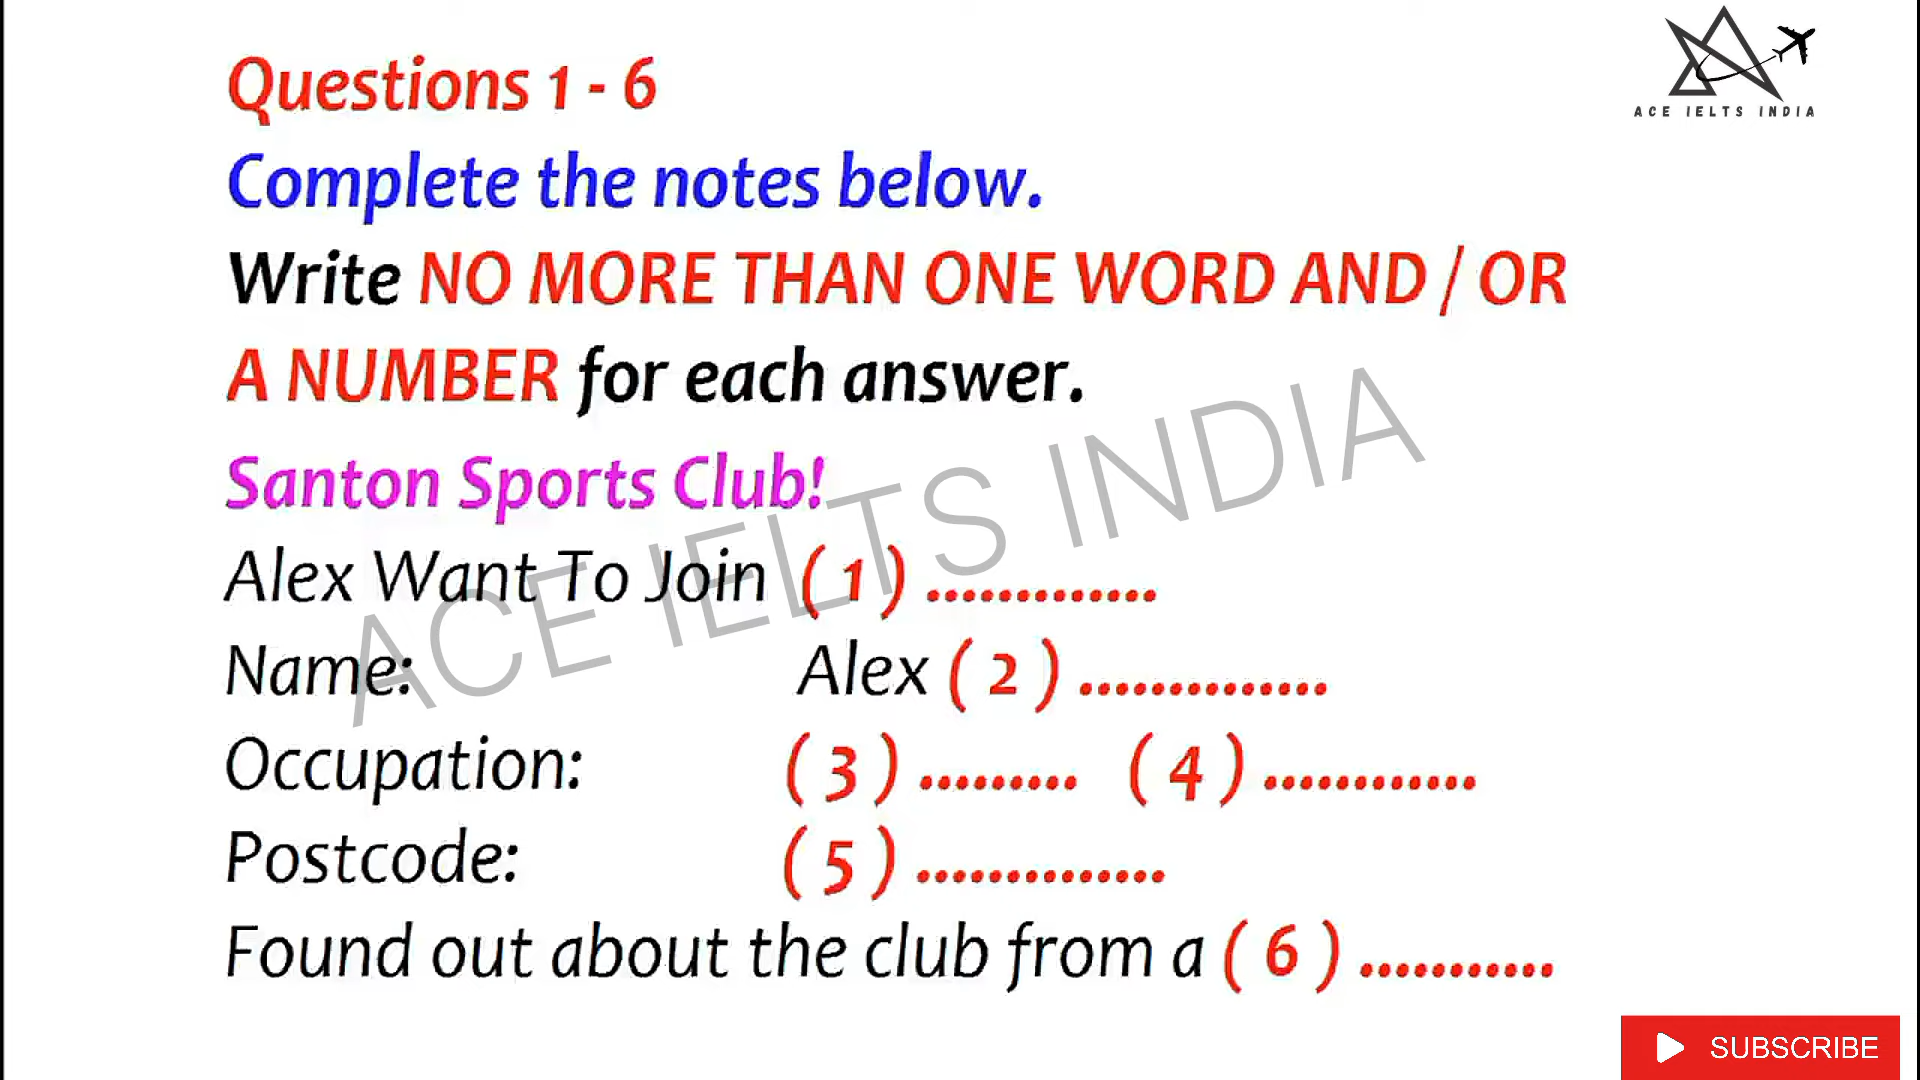 ACE IELTS INDIA
Questions 1 - 6
Complete the notes below.
Write NO MORE THAN ONE WORD AND / OR
A NUMBER for each answer.
Santon Sports Club!
Alex Want To Join ( 1 ) .............
Name: Alex ( 2 ) ..............
Occupation: ( 3 ) ......... ( 4 ) ............
Postcode: ( 5 ) ..............
Found out about the club from a ( 6 ) ...........
ACE IELTS INDIA
SUBSCRIBE